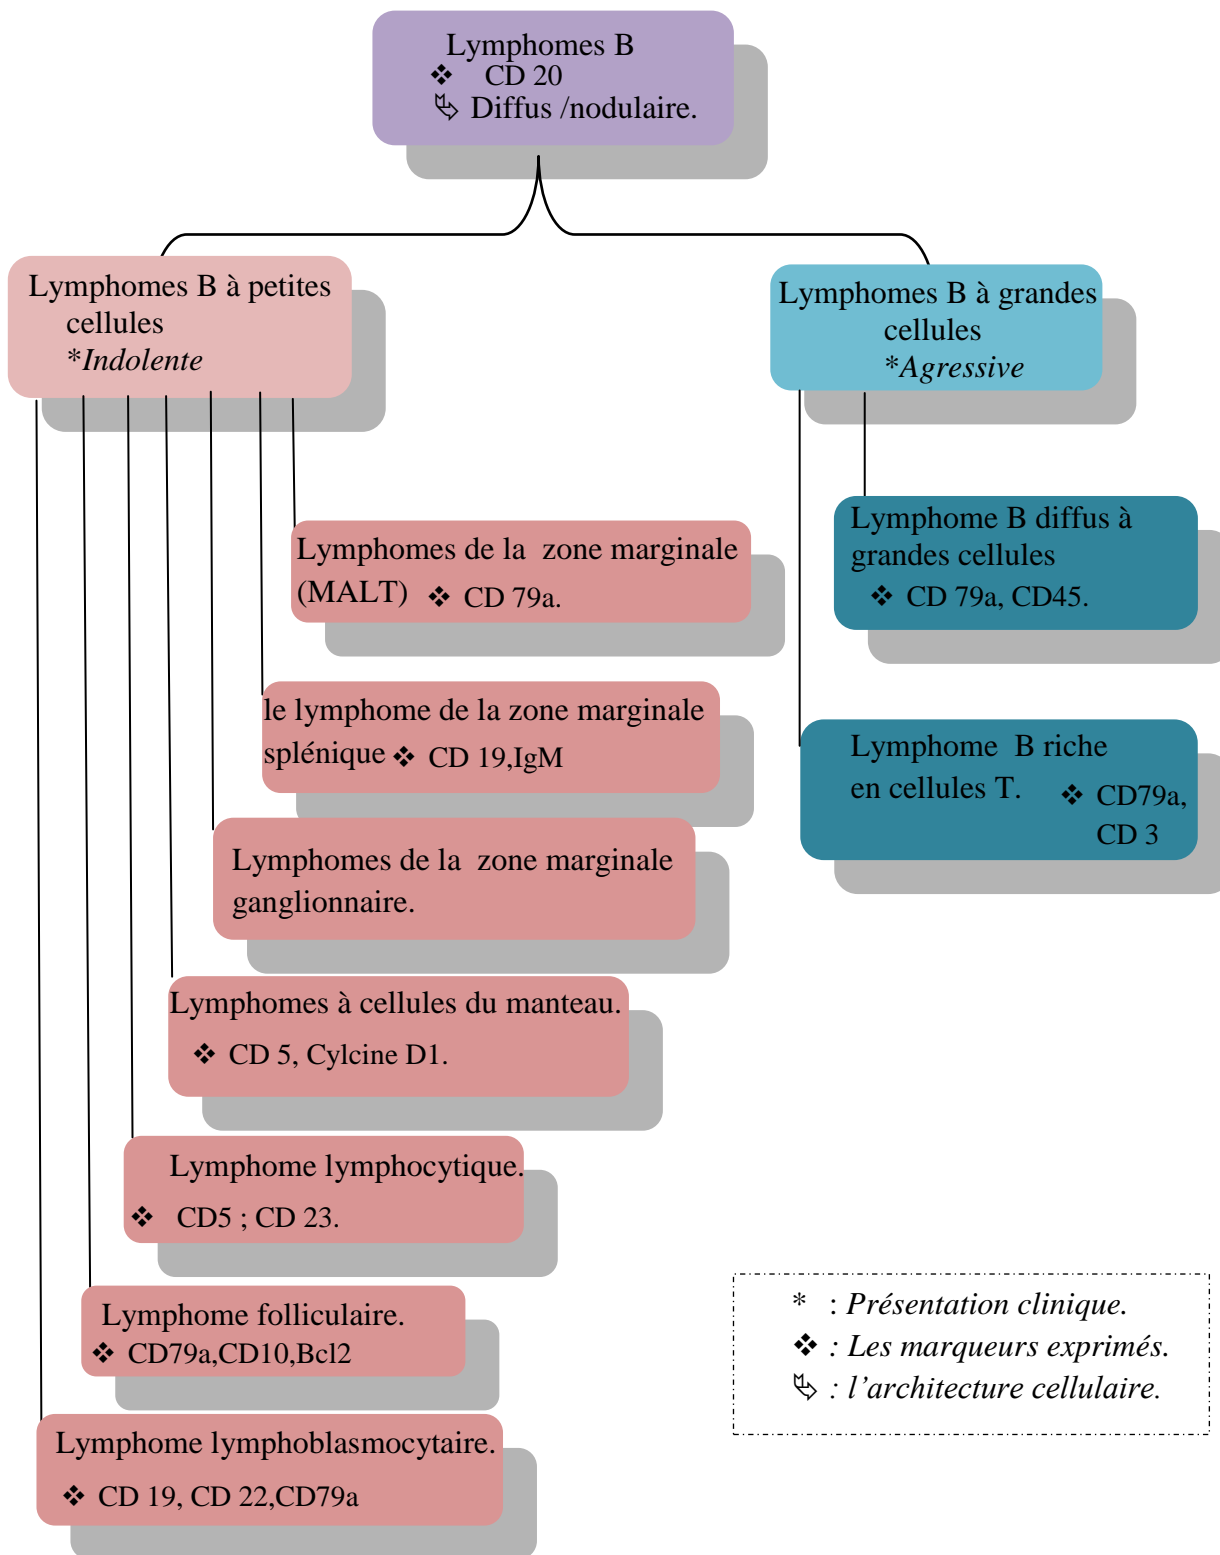 Lymphomes B
❖ CD 20
⮱ Diffus /nodulaire.
Lymphomes B à petites
cellules
*Indolente
Lymphomes B à grandes
cellules
*Agressive
Lymphomes de la zone marginale
(MALT) ❖ CD 79a.
le lymphome de la zone marginale
splénique ❖ CD 19,IgM
Lymphomes de la zone marginale
ganglionnaire.
Lymphomes à cellules du manteau.
❖ CD 5, Cylcine D1.
Lymphome lymphocytique.
❖ CD5 ; CD 23.
Lymphome folliculaire.
❖ CD79a,CD10,Bcl2
Lymphome lymphoblasmocytaire.
❖ CD 19, CD 22,CD79a
Lymphome B diffus à
grandes cellules
❖ CD 79a, CD45.
Lymphome B riche
en cellules T. ❖ CD79a,
CD 3
* : Présentation clinique.
❖ : Les marqueurs exprimés.
⮱ : l’architecture cellulaire.